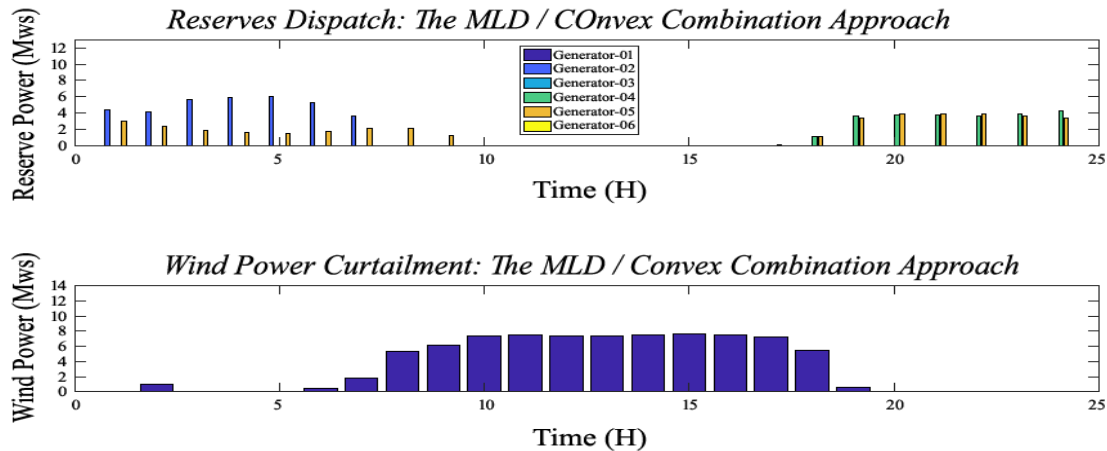 Reserves Dispatch: The MLD / COnvex Combination Approach
Reserve Power (Mws)
12
10
8
6
4
2
0
Generator-01
Generator-02
Generator-03
Generator-04
Generator-05
Generator-06
0 5 10 15 20 25
Time (H)
Wind Power Curtailment: The MLD / Convex Combination Approach
Wind Power (Mws)
14
12
10
8
6
4
2
0
0 5 10 15 20 25
Time (H)